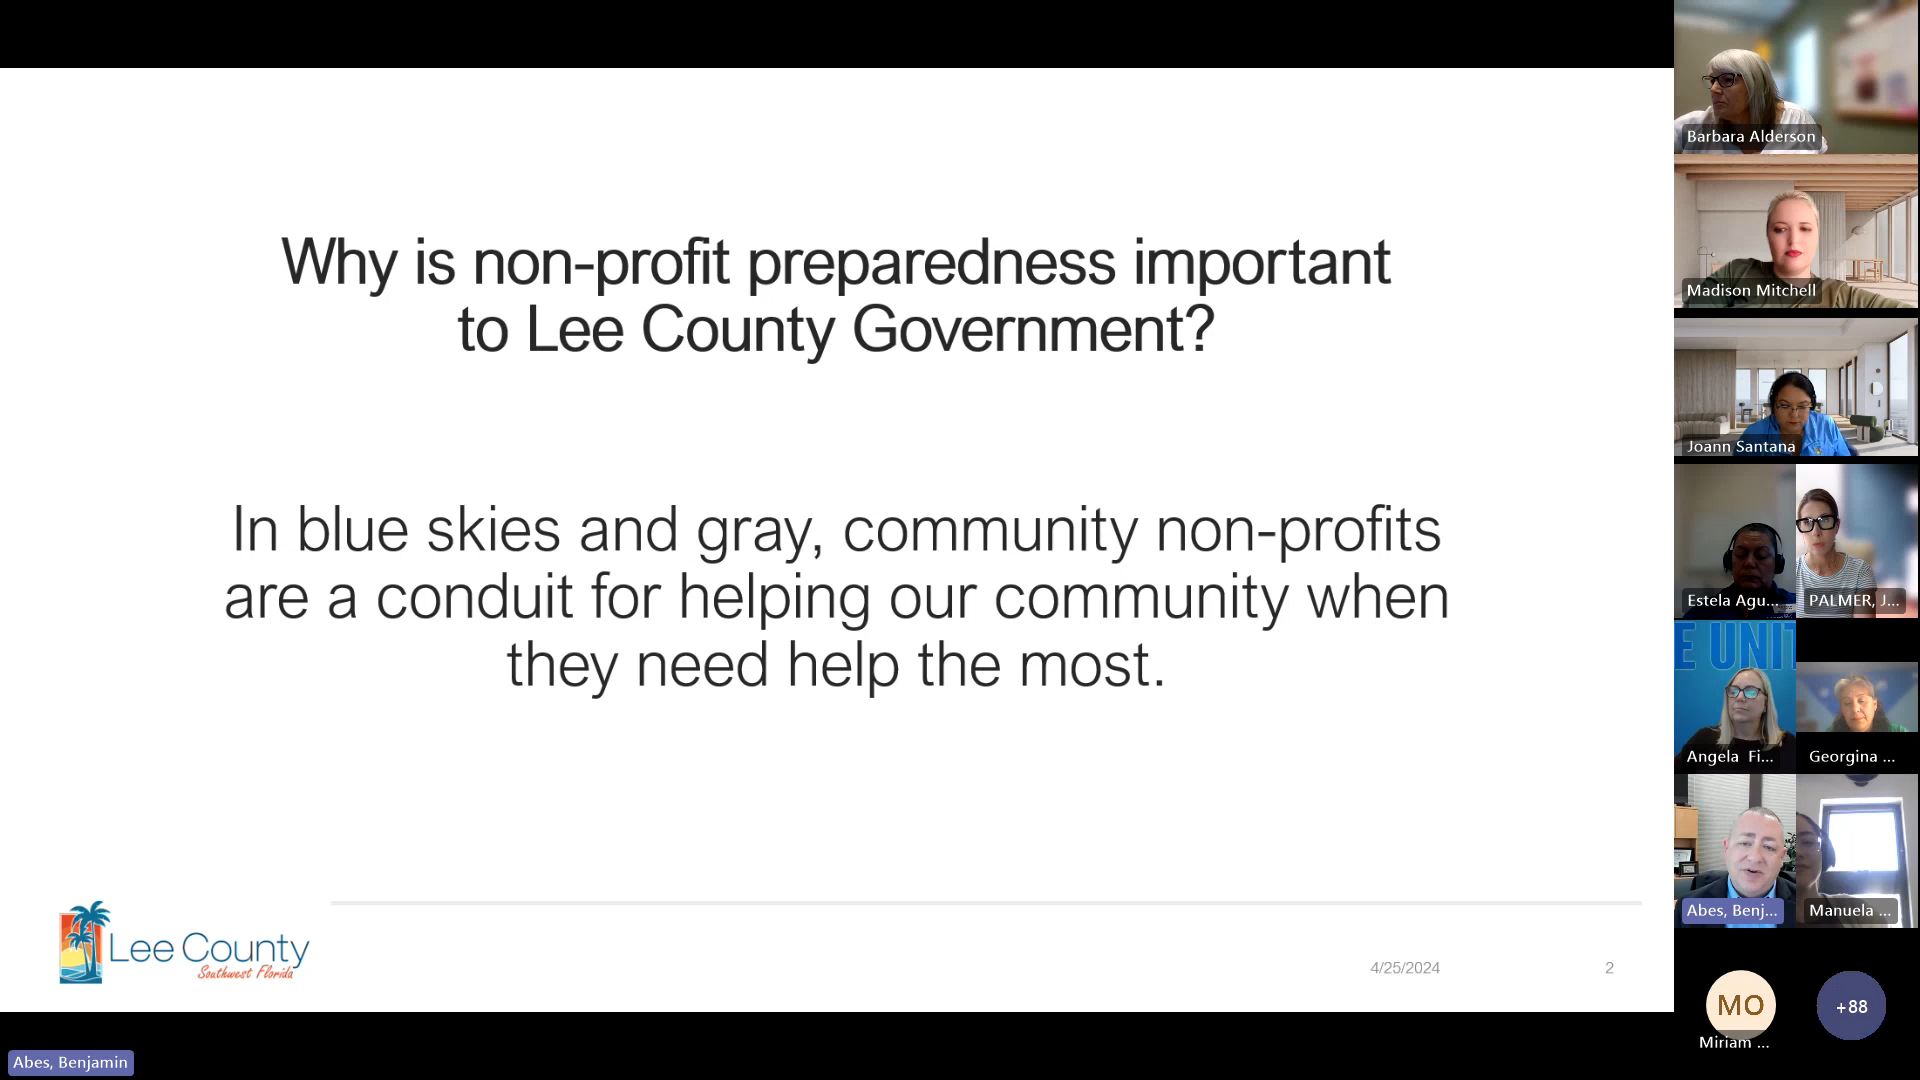 Why is non-profit preparedness important
to Lee County Government?
In blue skies and gray, community non-profits
are a conduit for helping our community when
they need help the most.
Lee County
Southwest Florida
4/25/2024
2
Abes, Benjamin
Barbara Alderson
Madison Mitchell
Joann Santana
Estela Agu...
PALMER, J...
E UNIT
Angela Fi...
Georgina ...
Abes, Benj...
Manuela ...
MO
Miriam ...
+88